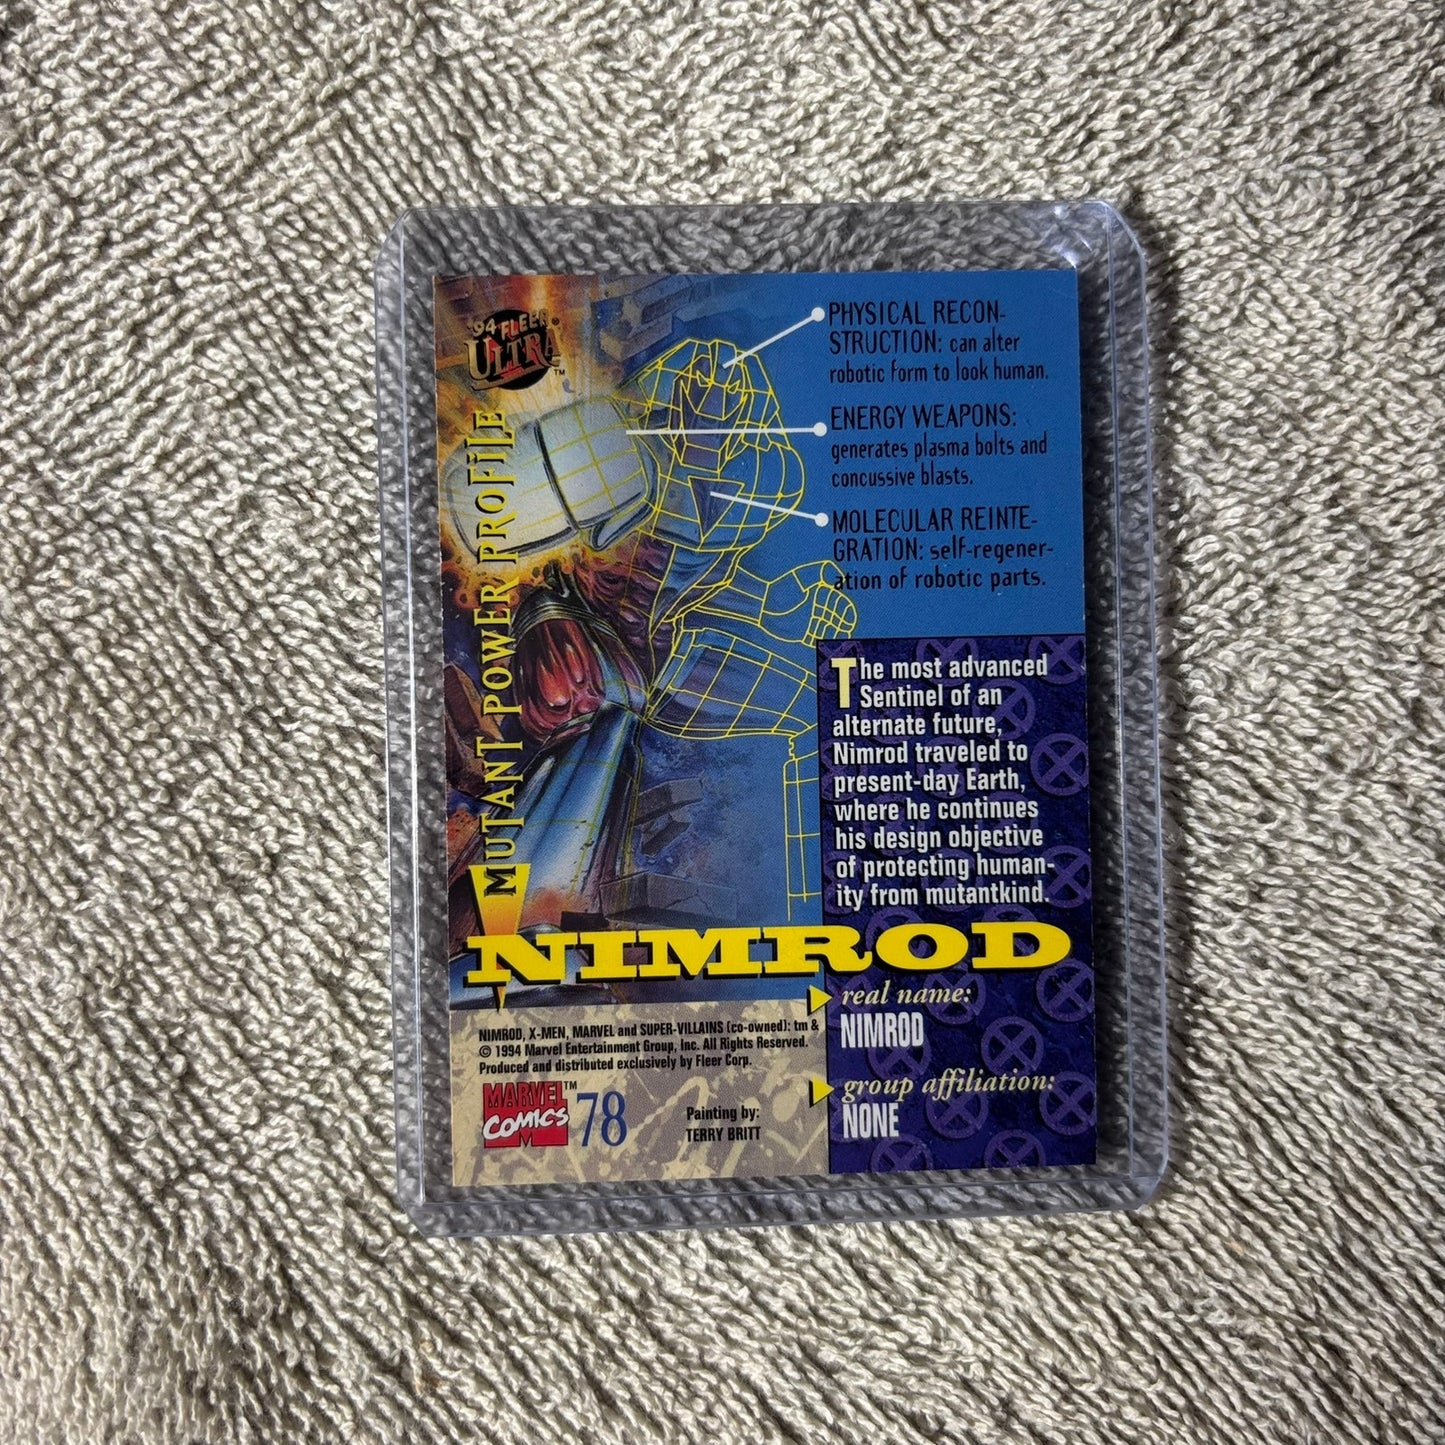 '94 FLEER
ULTRA®
™
MUTANT POWER PROFILE
PHYSICAL RECON-
STRUCTION: can alter
robotic form to look human.
ENERGY WEAPONS:
generates plasma bolts and
concussive blasts.
MOLECULAR REINTE-
GRATION: self-regener-
ation of robotic parts.
The most advanced
Sentinel of an
alternate future,
Nimrod traveled to
present-day Earth,
where he continues
his design objective
of protecting human-
ity from mutantkind.
NIMROD
real name:
NIMROD
group affiliation:
NONE
NIMROD, X-MEN, MARVEL and SUPER-VILLAINS (co-owned): tm &
© 1994 Marvel Entertainment Group, Inc. All Rights Reserved.
Produced and distributed exclusively by Fleer Corp.
MARVEL™
COMICS
M
78
Painting by:
TERRY BRITT